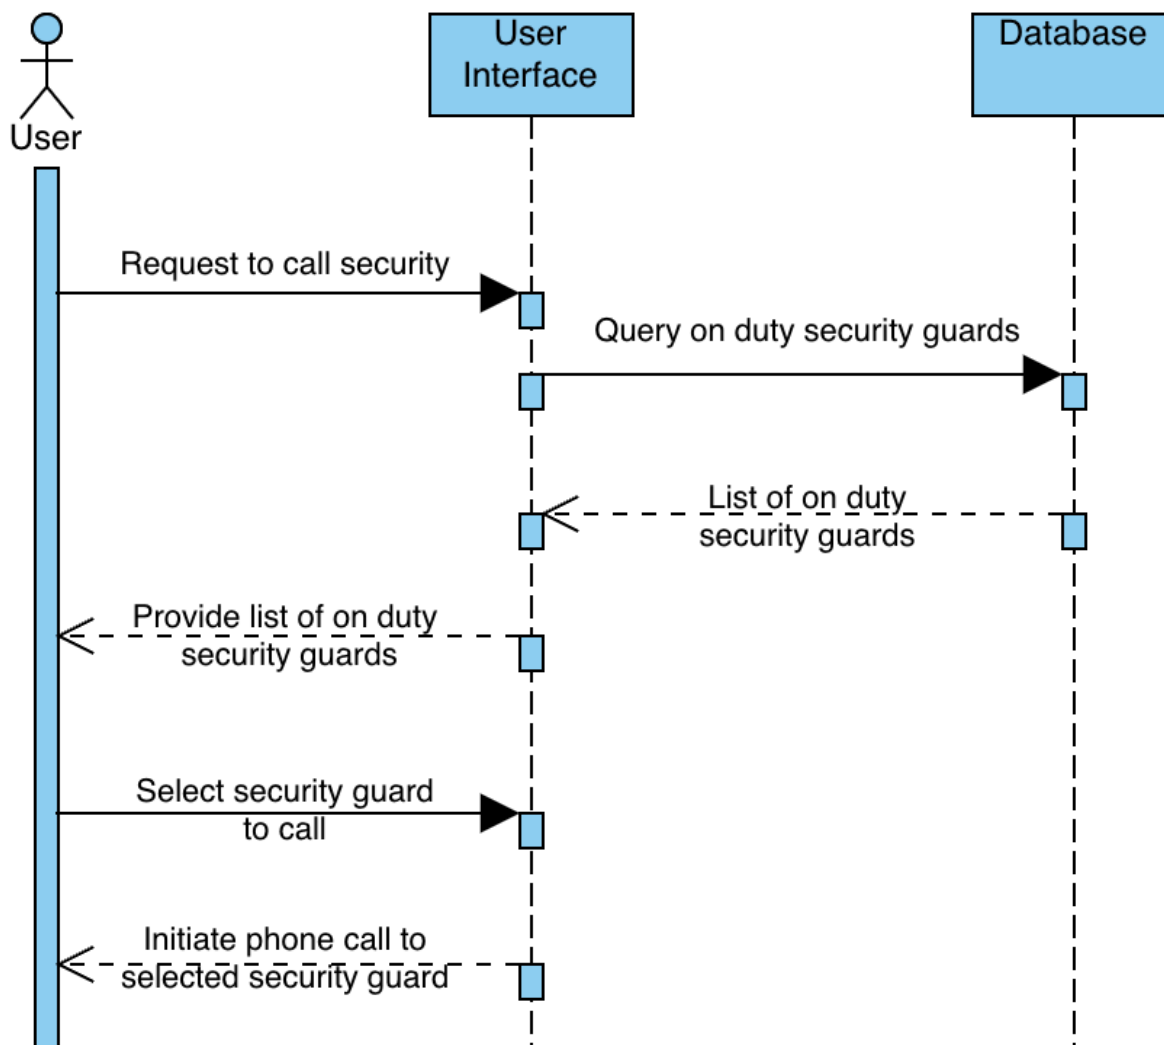 User
Interface
Database
User
Request to call security
Query on duty security guards
List of on duty
security guards
Provide list of on duty
security guards
Select security guard
to call
Initiate phone call to
selected security guard